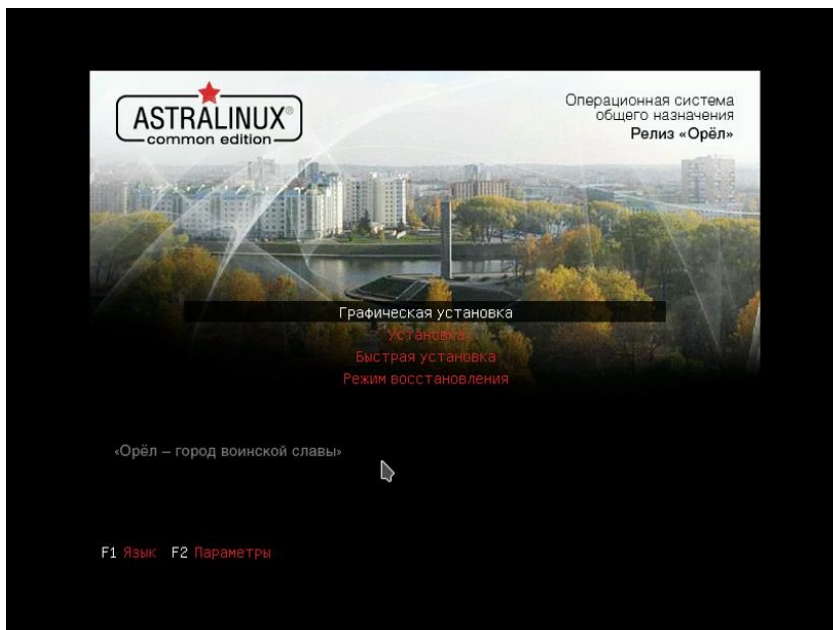 ASTRALINUX®
common edition
Операционная система
общего назначения
Релиз «Орёл»
Графическая установка
Установка
Быстрая установка
Режим восстановления
«Орёл – город воинской славы»
F1 Язык F2 Параметры